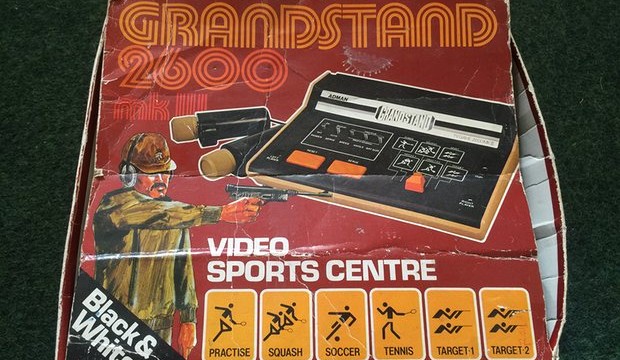 GRANDSTAND
2600
mk III
ADMAN
GRANDSTAND
VIDEO
SPORTS CENTRE
Black &
White
PRACTISE SQUASH SOCCER TENNIS TARGET·1 TARGET·2